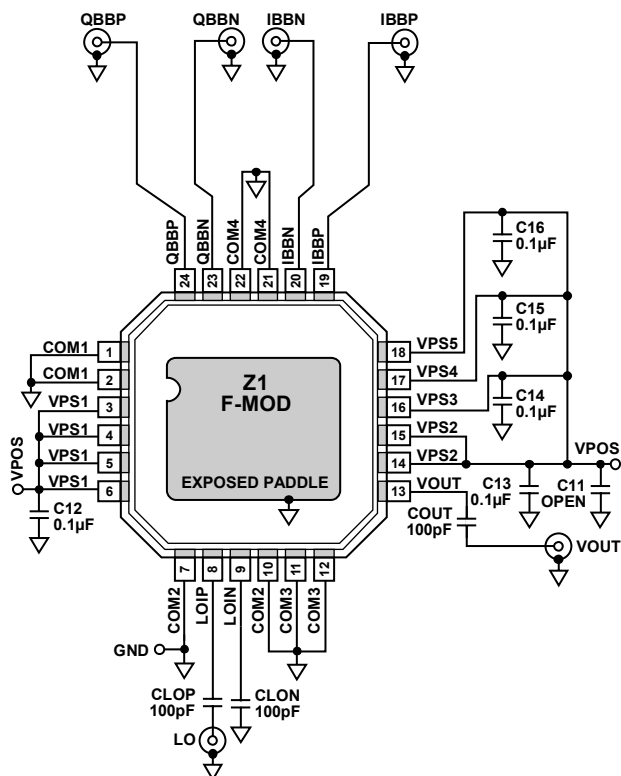 QBBP
QBBN
IBBN
IBBP
QBBP
QBBN
COM4
COM4
IBBN
IBBP
24
23
22
21
20
19
C16
0.1µF
C15
0.1µF
C14
0.1µF
COM1
1
COM1
2
VPS1
3
VPS1
4
VPS1
5
VPS1
6
VPOS
C12
0.1µF
Z1
F-MOD
EXPOSED PADDLE
18
VPS5
17
VPS4
16
VPS3
15
VPS2
14
VPS2
13
VOUT
VPOS
C13
0.1µF
C11
OPEN
COUT
100pF
VOUT
7
8
9
10
11
12
COM2
LOIP
LOIN
COM2
COM3
COM3
GND
CLOP
100pF
CLON
100pF
LO